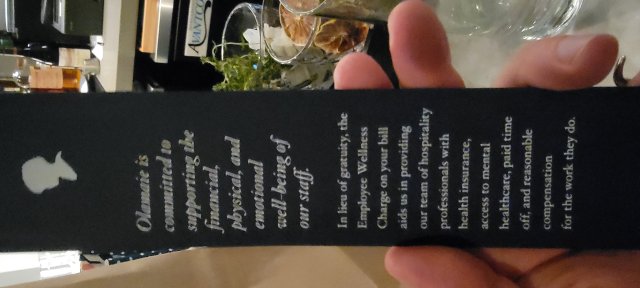 Olamaie is
committed to
supporting the
financial,
physical, and
emotional
well-being of
our staff.
In lieu of gratuity, the
Employee Wellness
Charge on your bill
aids us in providing
our team of hospitality
professionals with
health insurance,
access to mental
healthcare, paid time
off, and reasonable
compensation
for the work they do.
AVANTCO